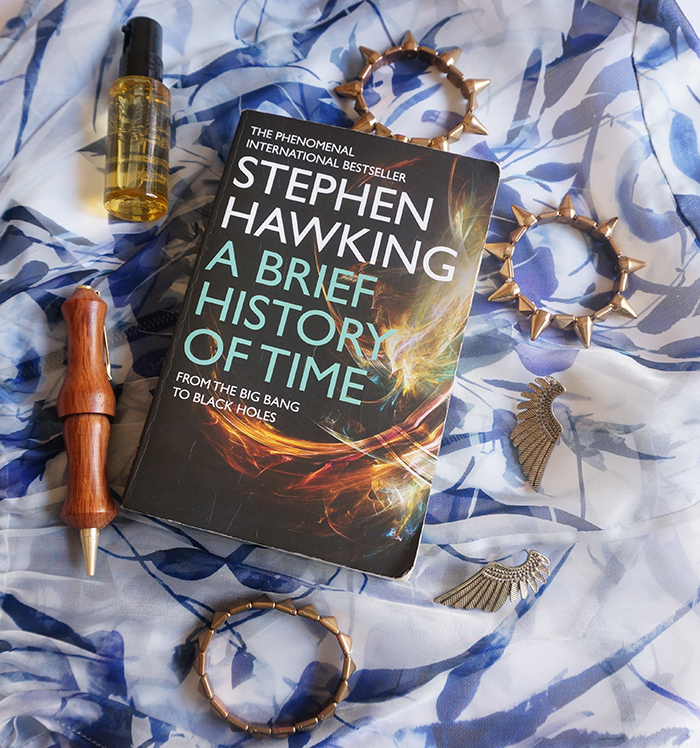 THE PHENOMENAL
INTERNATIONAL BESTSELLER
STEPHEN
HAWKING
A BRIEF
HISTORY
OF TIME
FROM THE BIG BANG
TO BLACK HOLES